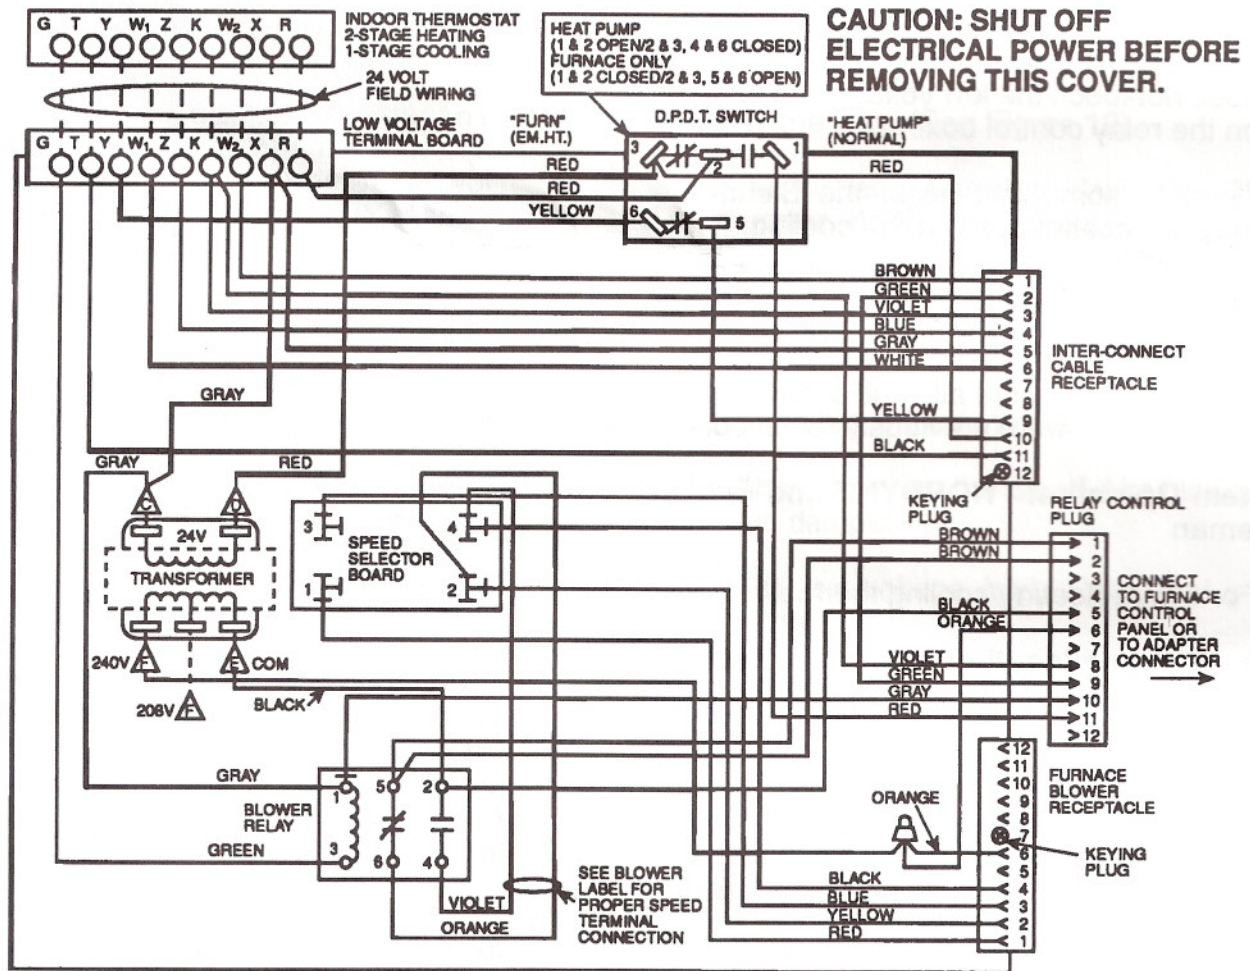 G T Y W1 Z K W2 X R
INDOOR THERMOSTAT
2-STAGE HEATING
1-STAGE COOLING
24 VOLT
FIELD WIRING
HEAT PUMP
(1 & 2 OPEN/2 & 3, 4 & 6 CLOSED)
FURNACE ONLY
(1 & 2 CLOSED/2 & 3, 5 & 6 OPEN)
CAUTION: SHUT OFF
ELECTRICAL POWER BEFORE
REMOVING THIS COVER.
on the relay control box
G T Y W1 Z K W2 X R
LOW VOLTAGE
TERMINAL BOARD
"FURN"
(EM.HT.)
D.P.D.T. SWITCH
"HEAT PUMP"
(NORMAL)
RED
RED
YELLOW
RED
3
2
1
6
5
BROWN
GREEN
VIOLET
BLUE
GRAY
WHITE
YELLOW
BLACK
1
2
3
4
5
6
7
8
9
10
11
12
INTER-CONNECT
CABLE
RECEPTACLE
KEYING
PLUG
GRAY
GRAY
RED
C
D
24V
TRANSFORMER
240V
F
E
COM
208V
F
BLACK
3
4
1
2
SPEED
SELECTOR
BOARD
RELAY CONTROL
PLUG
BROWN
BROWN
BLACK
ORANGE
VIOLET
GREEN
GRAY
RED
1
2
3
4
5
6
7
8
9
10
11
12
CONNECT
TO FURNACE
CONTROL
PANEL OR
TO ADAPTER
CONNECTOR
GRAY
BLOWER
RELAY
GREEN
1
5
2
3
6
4
VIOLET
ORANGE
SEE BLOWER
LABEL FOR
PROPER SPEED
TERMINAL
CONNECTION
ORANGE
BLACK
BLUE
YELLOW
RED
12
11
10
9
8
7
6
5
4
3
2
1
FURNACE
BLOWER
RECEPTACLE
KEYING
PLUG